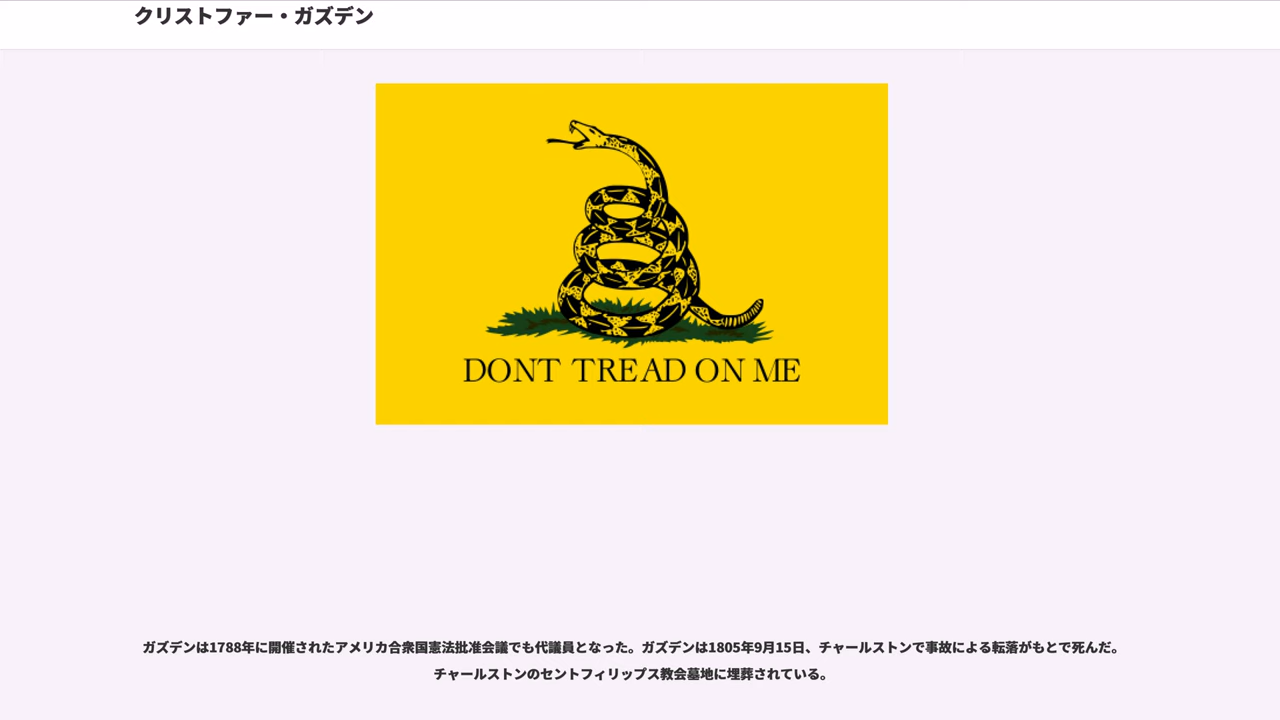 クリストファー・ガズデン
DONT TREAD ON ME
ガズデンは1788年に開催されたアメリカ合衆国憲法批准会議でも代議員となった。ガズデンは1805年9月15日、チャールストンで事故による転落がもとで死んだ。
チャールストンのセントフィリップス教会墓地に埋葬されている。